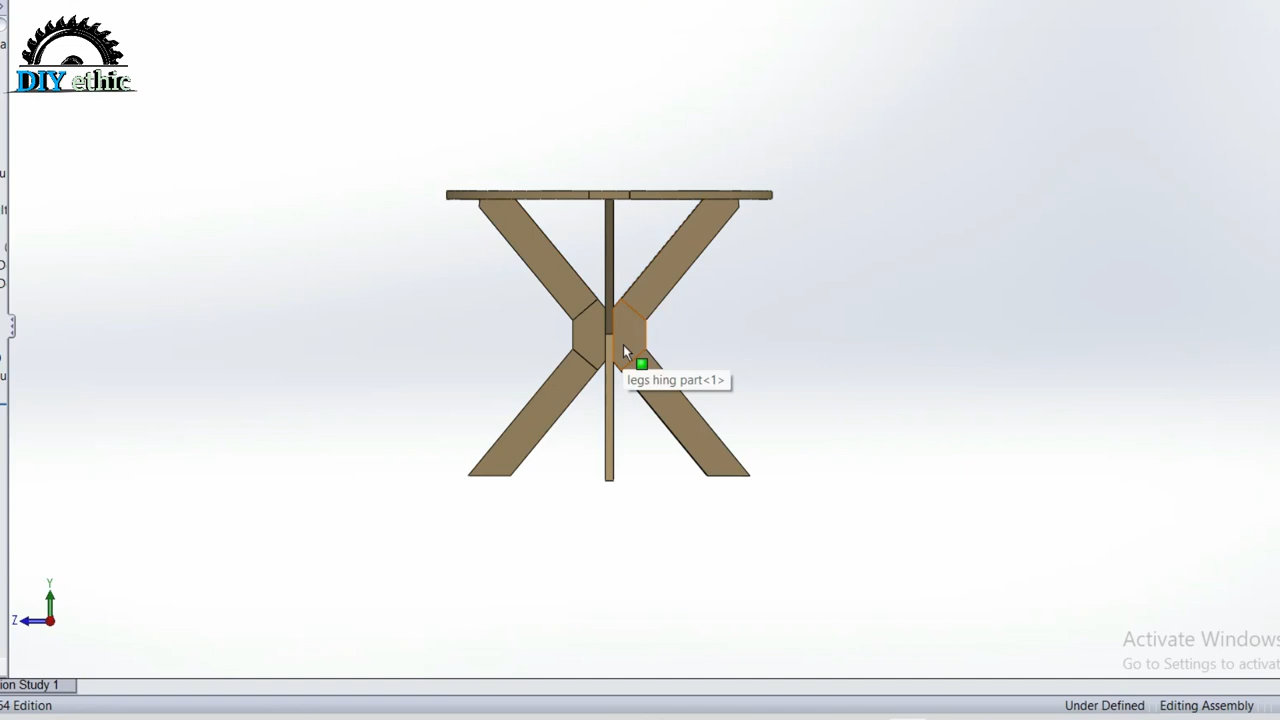 DIY ethic
legs hing part<1>
Y
Z
Activate Windows
Go to Settings to activat
ion Study 1
64 Edition
Under Defined
Editing Assembly